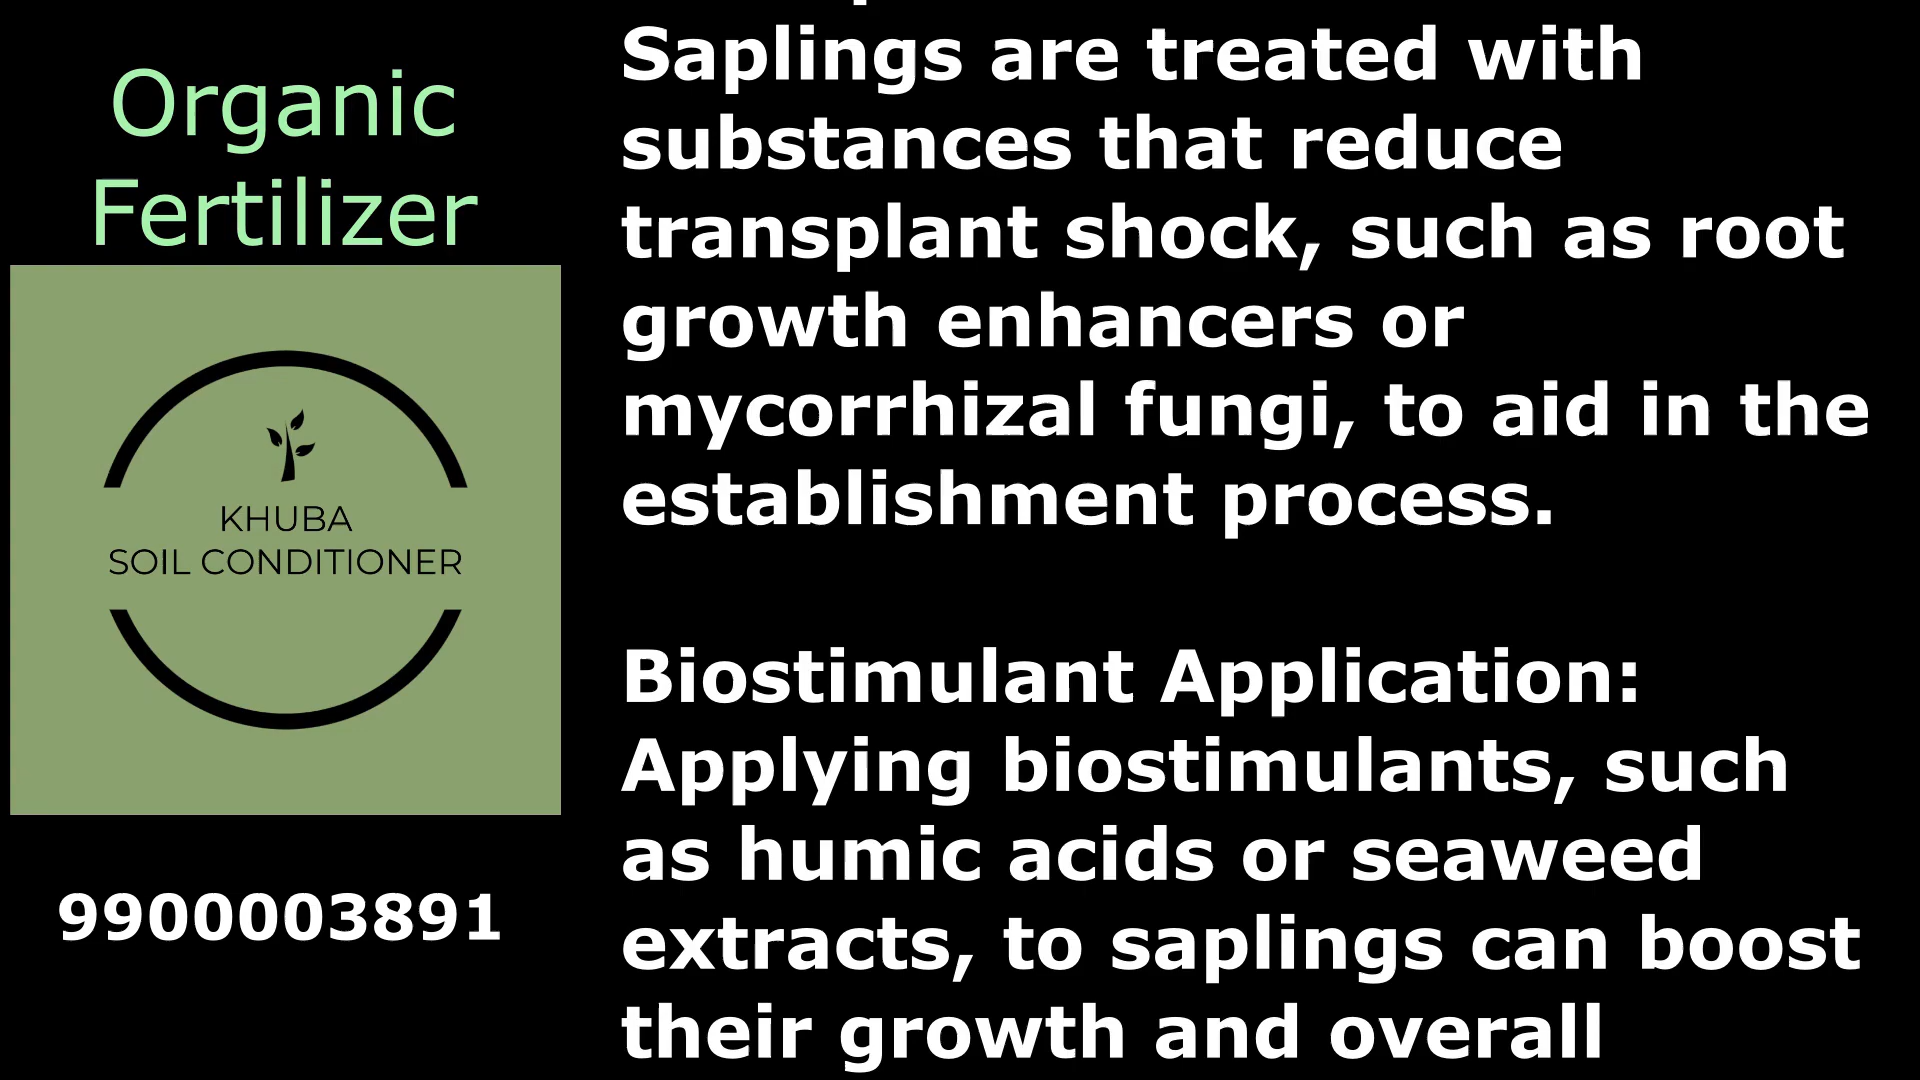 Organic
Fertilizer
KHUBA
SOIL CONDITIONER
9900003891
Saplings are treated with
substances that reduce
transplant shock, such as root
growth enhancers or
mycorrhizal fungi, to aid in the
establishment process.
Biostimulant Application:
Applying biostimulants, such
as humic acids or seaweed
extracts, to saplings can boost
their growth and overall